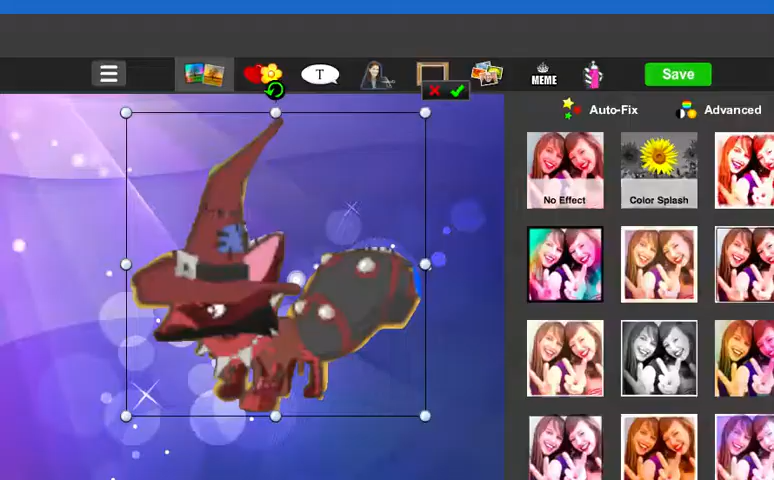 T
MEME
Save
Auto-Fix
Advanced
No Effect
Color Splash